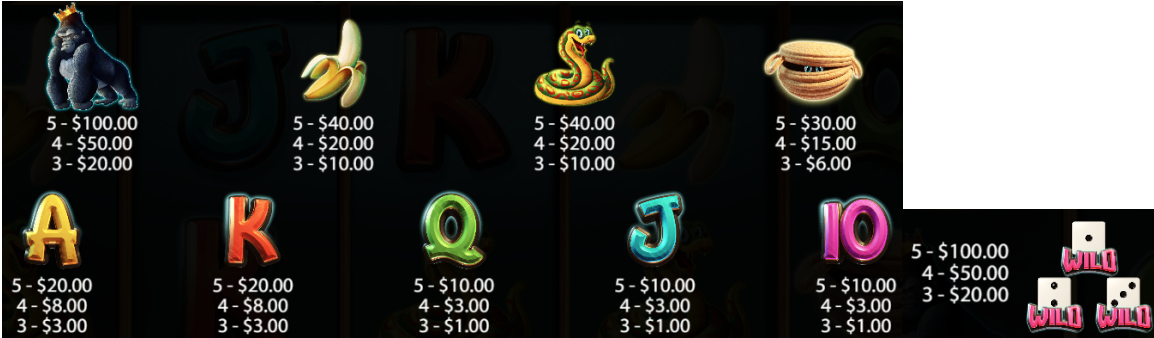 5 - $100.00
4 - $50.00
3 - $20.00
5 - $40.00
4 - $20.00
3 - $10.00
5 - $40.00
4 - $20.00
3 - $10.00
5 - $30.00
4 - $15.00
3 - $6.00
A
5 - $20.00
4 - $8.00
3 - $3.00
K
5 - $20.00
4 - $8.00
3 - $3.00
Q
5 - $10.00
4 - $3.00
3 - $1.00
J
5 - $10.00
4 - $3.00
3 - $1.00
10
5 - $10.00
4 - $3.00
3 - $1.00
5 - $100.00
4 - $50.00
3 - $20.00
WILD
WILD
WILD